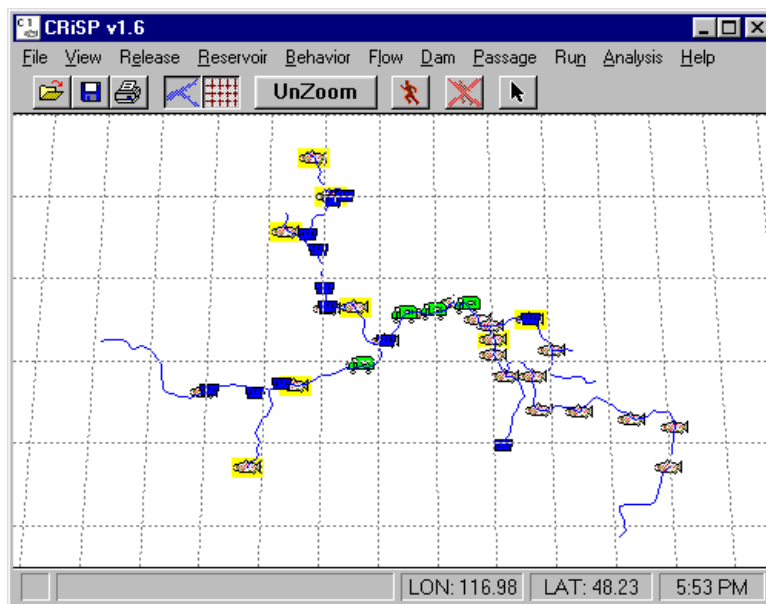 CRiSP v1.6
File View Release Reservoir Behavior Flow Dam Passage Run Analysis Help
UnZoom
LON: 116.98 LAT: 48.23 5:53 PM